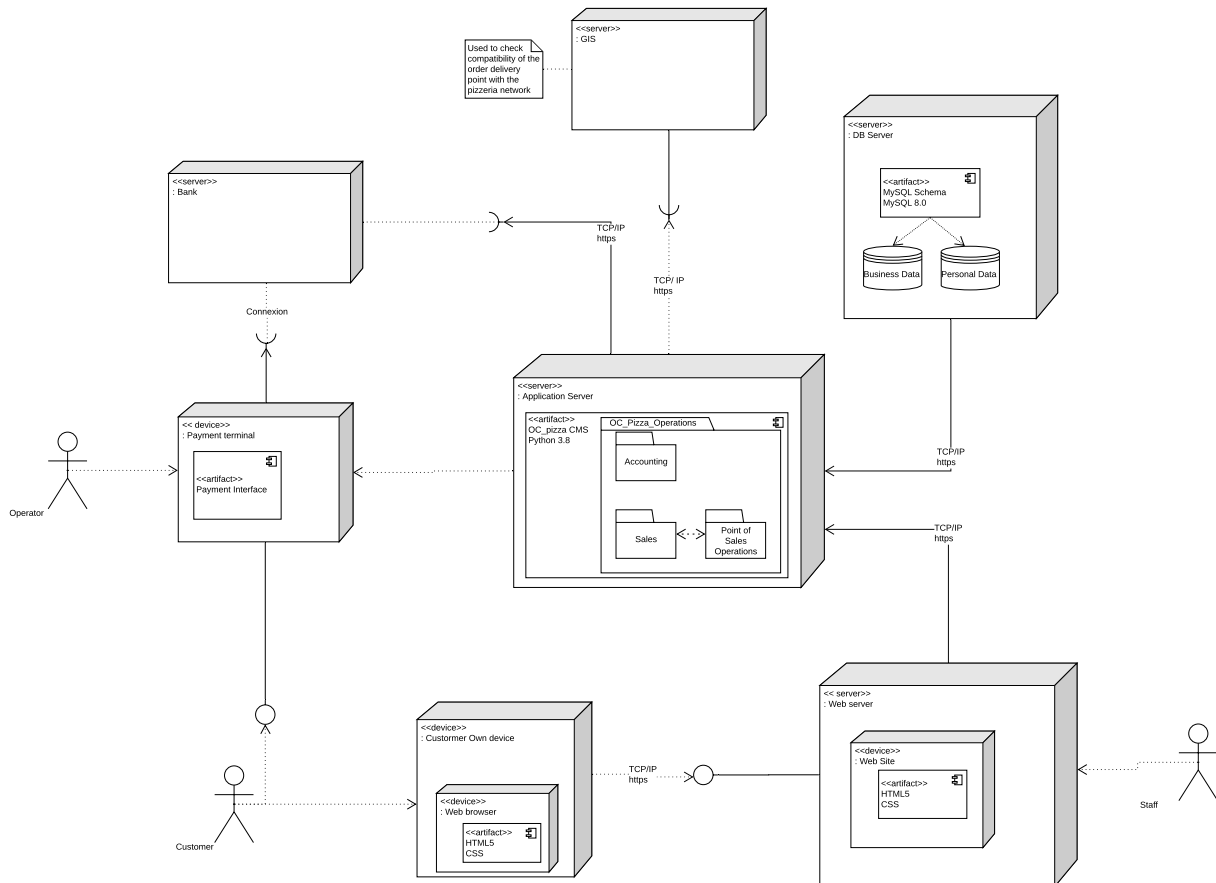 <<server>>
: GIS
Used to check
compatibility of the
order delivery
point with the
pizzeria network
<<server>>
: DB Server
<<artifact>>
MySQL Schema
MySQL 8.0
Business Data
Personal Data
<<server>>
: Bank
TCP/IP
https
TCP/ IP
https
Connexion
<<server>>
: Application Server
<<artifact>>
OC_pizza CMS
Python 3.8
OC_Pizza_Operations
Accounting
Sales
Point of
Sales
Operations
<< device>>
: Payment terminal
<<artifact>>
Payment Interface
Operator
TCP/IP
https
TCP/IP
https
<< server>>
: Web server
<<device>>
: Web Site
<<artifact>>
HTML5
CSS
<<device>>
: Custormer Own device
TCP/IP
https
<<device>>
: Web browser
<<artifact>>
HTML5
CSS
Customer
Staff